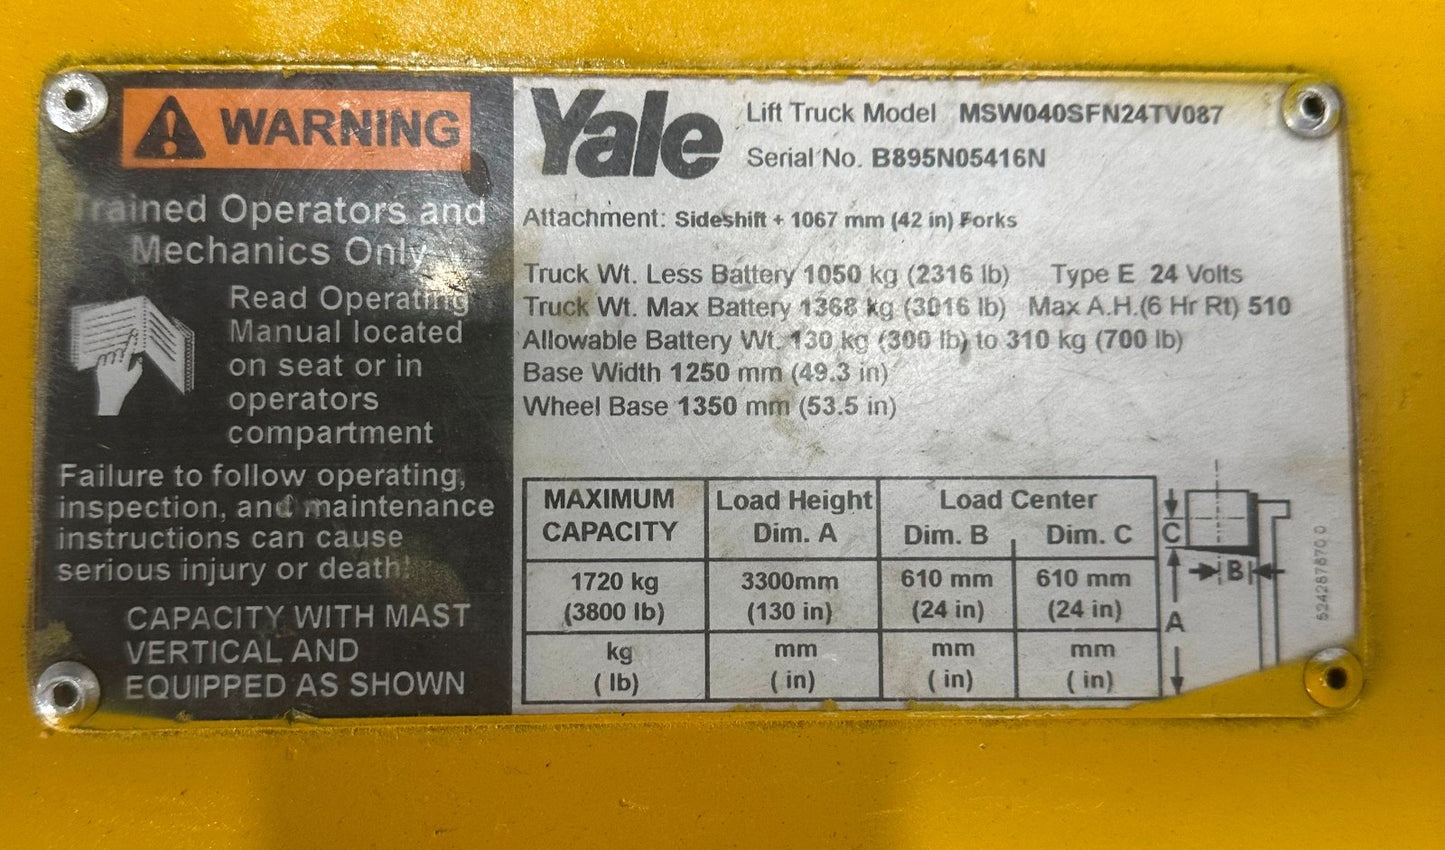 WARNING
Trained Operators and
Mechanics Only
Read Operating
Manual located
on seat or in
operators
compartment
Failure to follow operating,
inspection, and maintenance
instructions can cause
serious injury or death!
CAPACITY WITH MAST
VERTICAL AND
EQUIPPED AS SHOWN
Yale
Lift Truck Model MSW040SFN24TV087
Serial No. B895N05416N
Attachment: Sideshift + 1067 mm (42 in) Forks
Truck Wt. Less Battery 1050 kg (2316 lb) Type E 24 Volts
Truck Wt. Max Battery 1368 kg (3016 lb) Max A.H.(6 Hr Rt) 510
Allowable Battery Wt. 130 kg (300 lb) to 310 kg (700 lb)
Base Width 1250 mm (49.3 in)
Wheel Base 1350 mm (53.5 in)
MAXIMUM CAPACITY Load Height Dim. A Load Center Dim. B Dim. C
1720 kg 3300mm 610 mm 610 mm
(3800 lb) (130 in) (24 in) (24 in)
kg mm mm mm
( lb) ( in) ( in) ( in)
C
B
A
524287870 0